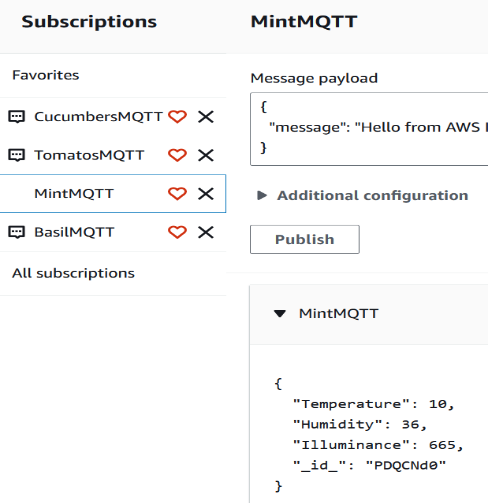 Subscriptions
Favorites
CucumbersMQTT
TomatosMQTT
MintMQTT
BasilMQTT
All subscriptions
MintMQTT
Message payload
{
"message": "Hello from AWS
}
Additional configuration
Publish
MintMQTT
{
"Temperature": 10,
"Humidity": 36,
"Illuminance": 665,
"_id_": "PDQCNd0"
}